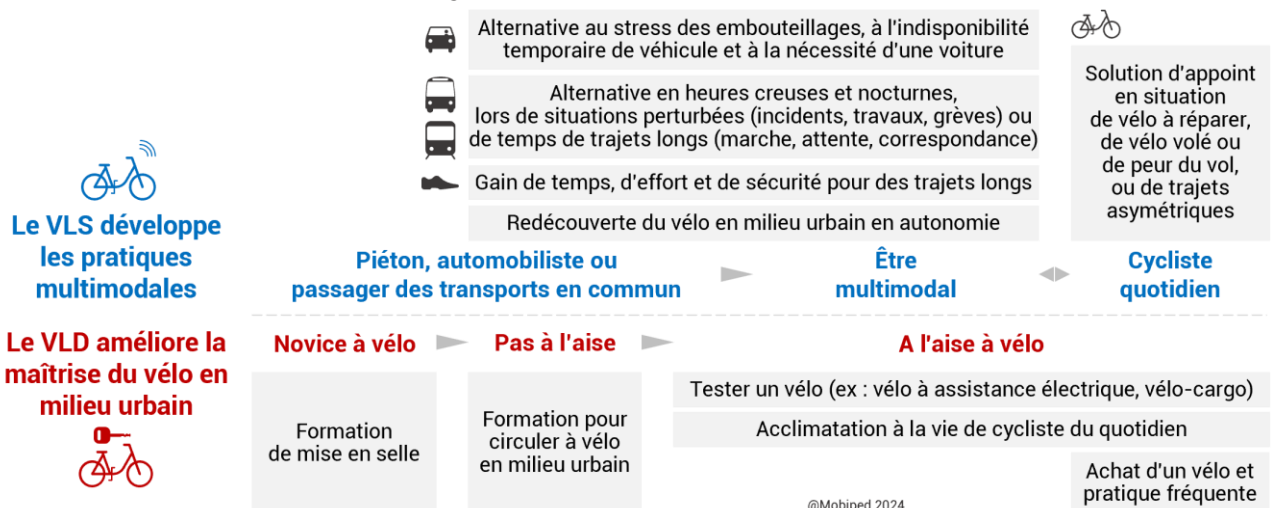 Alternative au stress des embouteillages, à l'indisponibilité
temporaire de véhicule et à la nécessité d'une voiture
Alternative en heures creuses et nocturnes,
lors de situations perturbées (incidents, travaux, grèves) ou
de temps de trajets longs (marche, attente, correspondance)
Gain de temps, d'effort et de sécurité pour des trajets longs
Redécouverte du vélo en milieu urbain en autonomie
Solution d'appoint
en situation
de vélo à réparer,
de vélo volé ou
de peur du vol,
ou de trajets
asymétriques
Le VLS développe
les pratiques
multimodales
Piéton, automobiliste ou
passager des transports en commun
Être
multimodal
Cycliste
quotidien
Le VLD améliore la
maîtrise du vélo en
milieu urbain
Novice à vélo
Pas à l'aise
A l'aise à vélo
Formation
de mise en selle
Formation pour
circuler à vélo
en milieu urbain
Tester un vélo (ex : vélo à assistance électrique, vélo-cargo)
Acclimatation à la vie de cycliste du quotidien
Achat d'un vélo et
pratique fréquente
@Mobiped 2024